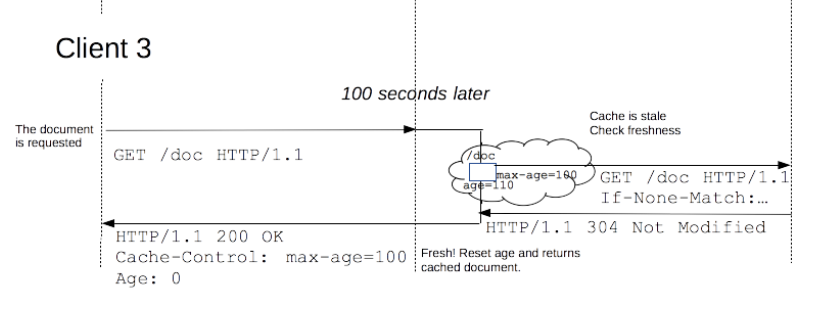 Client 3
100 seconds later
Cache is stale
Check freshness
The document
is requested
GET /doc HTTP/1.1
/doc
max-age=100
age=110
GET /doc HTTP/1.1
If-None-Match:…
HTTP/1.1 304 Not Modified
HTTP/1.1 200 OK
Cache-Control: max-age=100
Age: 0
Fresh! Reset age and returns
cached document.